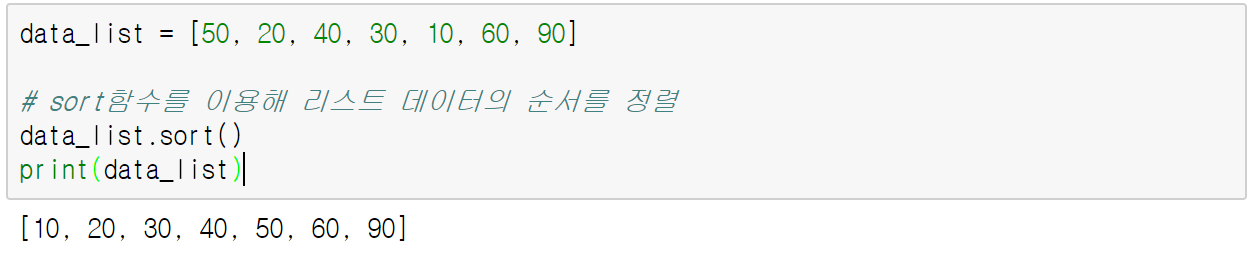 data_list = [50, 20, 40, 30, 10, 60, 90]
# sort함수를 이용해 리스트 데이터의 순서를 정렬
data_list.sort()
print(data_list)
[10, 20, 30, 40, 50, 60, 90]